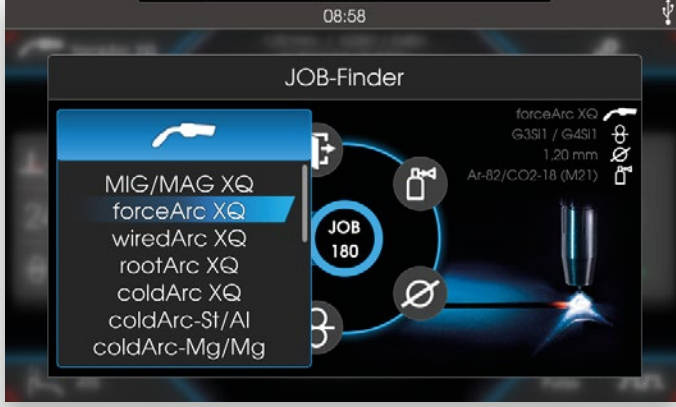 08:58
JOB-Finder
forceArc XQ
G3Si1 / G4Si1
1,20 mm
Ar-82/CO2-18 (M21)
MIG/MAG XQ
forceArc XQ
wiredArc XQ
rootArc XQ
coldArc XQ
coldArc-St/Al
coldArc-Mg/Mg
JOB
180